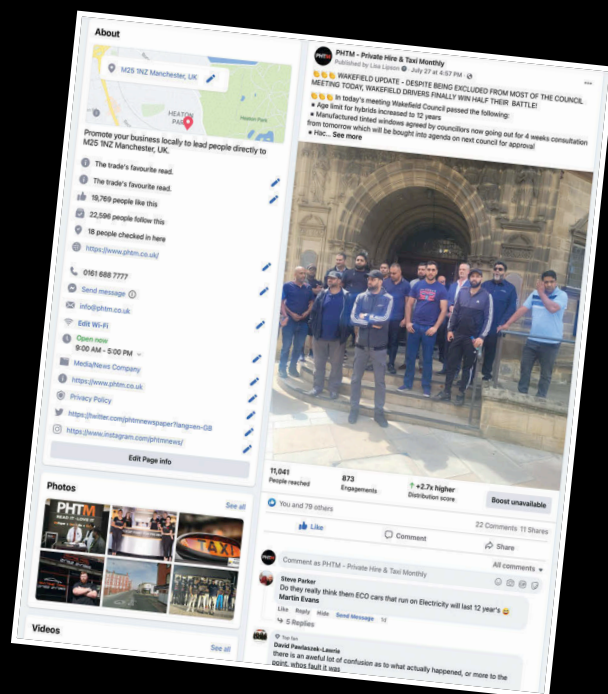 About
M25 1NZ Manchester, UK
HEATON
PARK
Heaton Park
Promote your business locally to lead people directly to
M25 1NZ Manchester, UK.
The trade's favourite read.
The trade's favourite read.
19,769 people like this
22,596 people follow this
18 people checked in here
https://www.phtm.co.uk/
0161 688 7777
Send message
info@phtm.co.uk
Edit Wi-Fi
Open now
9:00 AM - 5:00 PM
Media/News Company
https://www.phtm.co.uk
Privacy Policy
https://twitter.com/phtmnewspaper?lang=en-GB
https://www.instagram.com/phtmnews/
Edit Page info
Photos
See all
PHTM
READ IT - LOVE IT
TAXI
Videos
See all
PHTM
PHTM - Private Hire & Taxi Monthly
Published by Lisa Lipson · July 27 at 4:57 PM ·
👏👏👏 WAKEFIELD UPDATE - DESPITE BEING EXCLUDED FROM MOST OF THE COUNCIL
MEETING TODAY, WAKEFIELD DRIVERS FINALLY WIN HALF THEIR BATTLE!
👏👏👏 In today's meeting Wakefield Council passed the following:
• Age limit for hybrids increased to 12 years
• Manufactured tinted windows agreed by councillors now going out for 4 weeks consultation
from tomorrow which will be bought into agenda on next council for approval
• Hac... See more
11,041
People reached
873
Engagements
+2.7x higher
Distribution score
Boost unavailable
You and 79 others
22 Comments 11 Shares
Like
Comment
Share
All comments
Comment as PHTM - Private Hire & Taxi Monthly
Steve Parker
Do they really think them ECO cars that run on Electricity will last 12 year's 😄
Martin Evans
Like Reply Hide Send Message
5 Replies
Top fan
David Pawlaszek-Lawrie
there is an aweful lot of confusion as to what actually happened, or more to the
point, whos fault it was